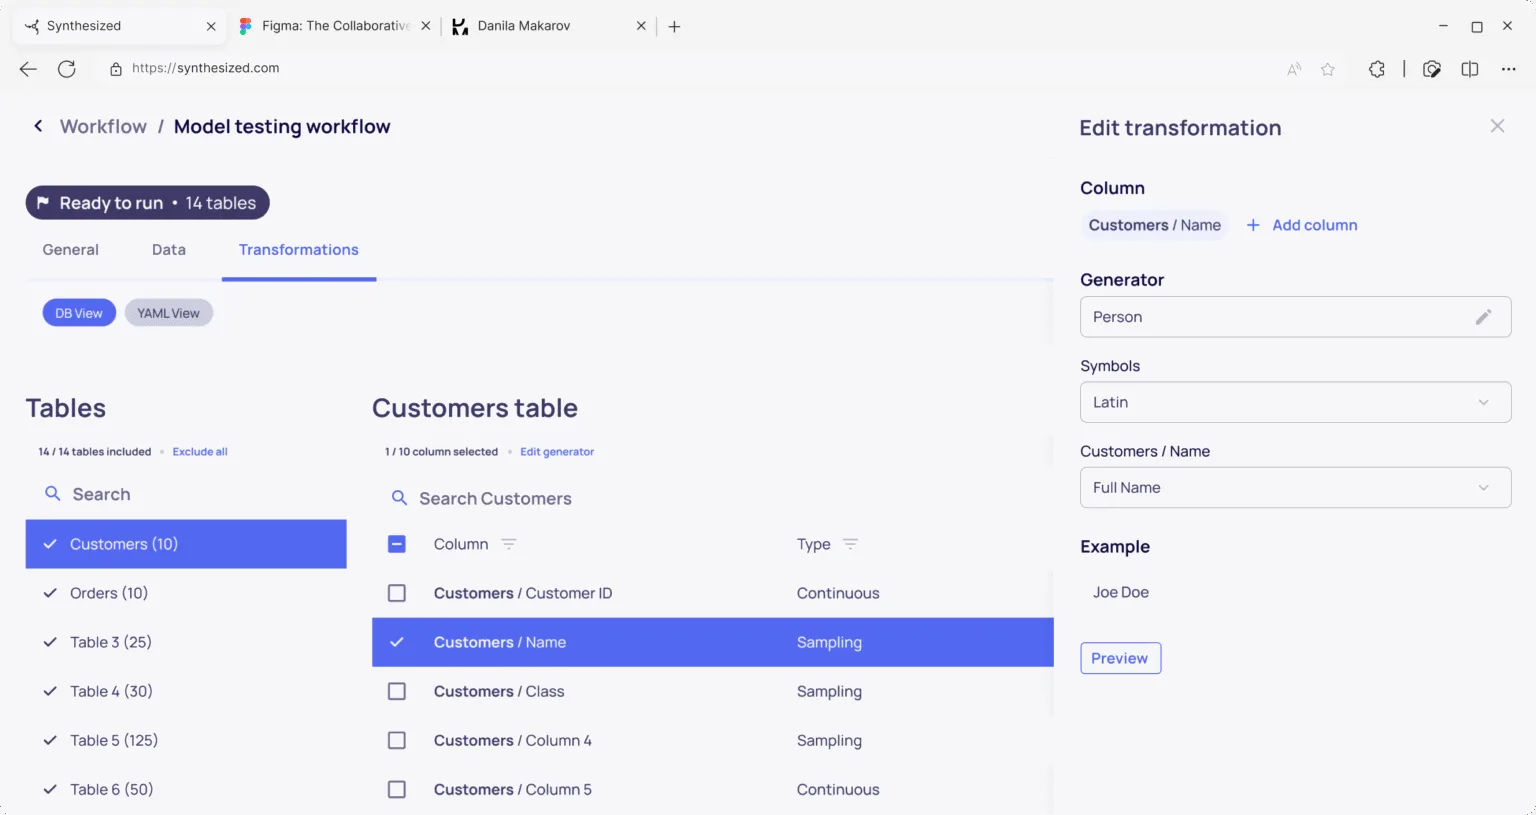 Synthesized
Figma: The Collaborative
Danila Makarov
https://synthesized.com
Workflow / Model testing workflow
Ready to run • 14 tables
General
Data
Transformations
DB View
YAML View
Tables
14 / 14 tables included • Exclude all
Search
Customers (10)
Orders (10)
Table 3 (25)
Table 4 (30)
Table 5 (125)
Table 6 (50)
Customers table
1 / 10 column selected • Edit generator
Search Customers
Column Type
Customers / Customer ID Continuous
Customers / Name Sampling
Customers / Class Sampling
Customers / Column 4 Sampling
Customers / Column 5 Continuous
Edit transformation
Column
Customers / Name + Add column
Generator
Person
Symbols
Latin
Customers / Name
Full Name
Example
Joe Doe
Preview